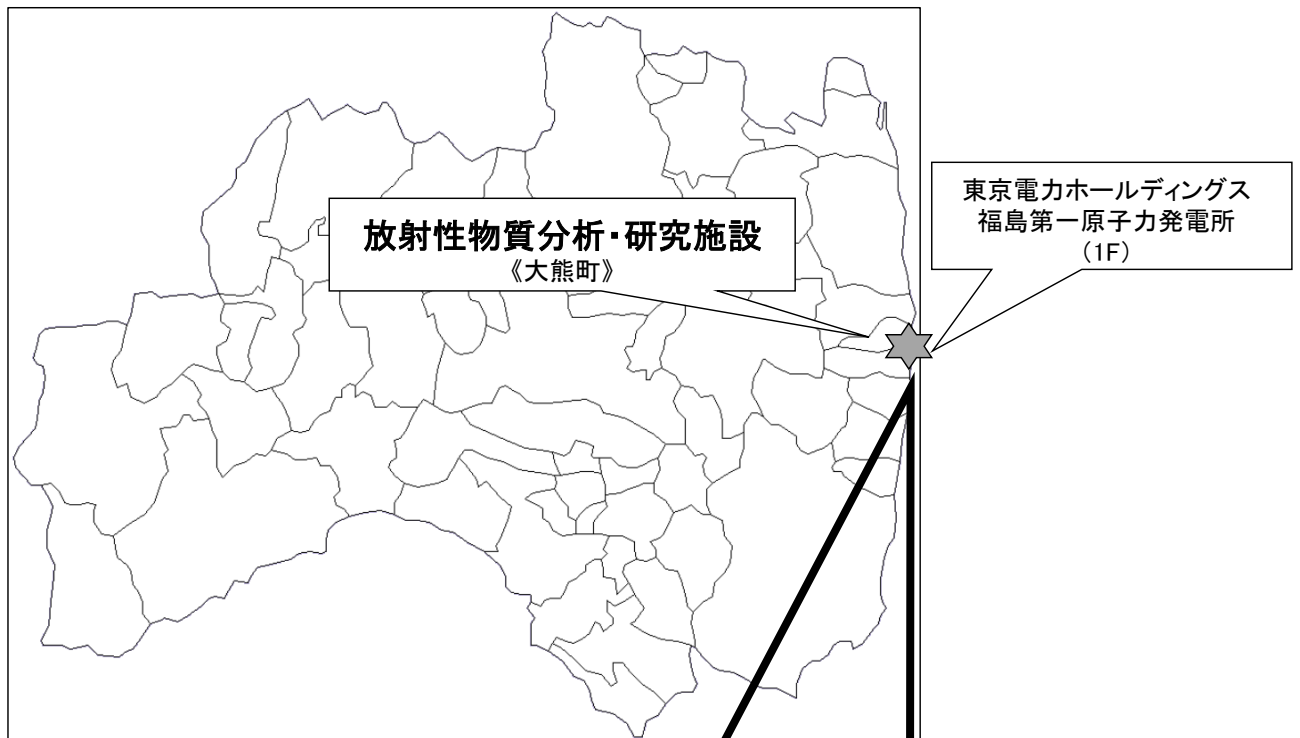 放射性物質分析・研究施設
《大熊町》
東京電力ホールディングス
福島第一原子力発電所
(1F)